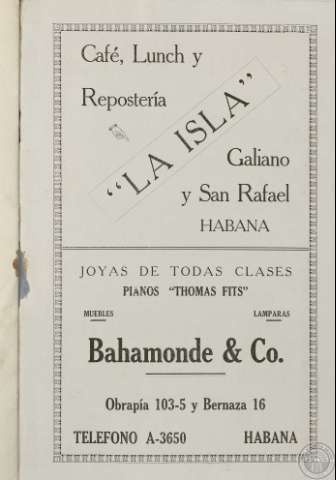 Café, Lunch y
Repostería
"LA ISLA"
Galiano
y San Rafael
HABANA
JOYAS DE TODAS CLASES
PIANOS "THOMAS FITS"
MUEBLES LAMPARAS
Bahamonde & Co.
Obrapía 103-5 y Bernaza 16
TELEFONO A-3650 HABANA